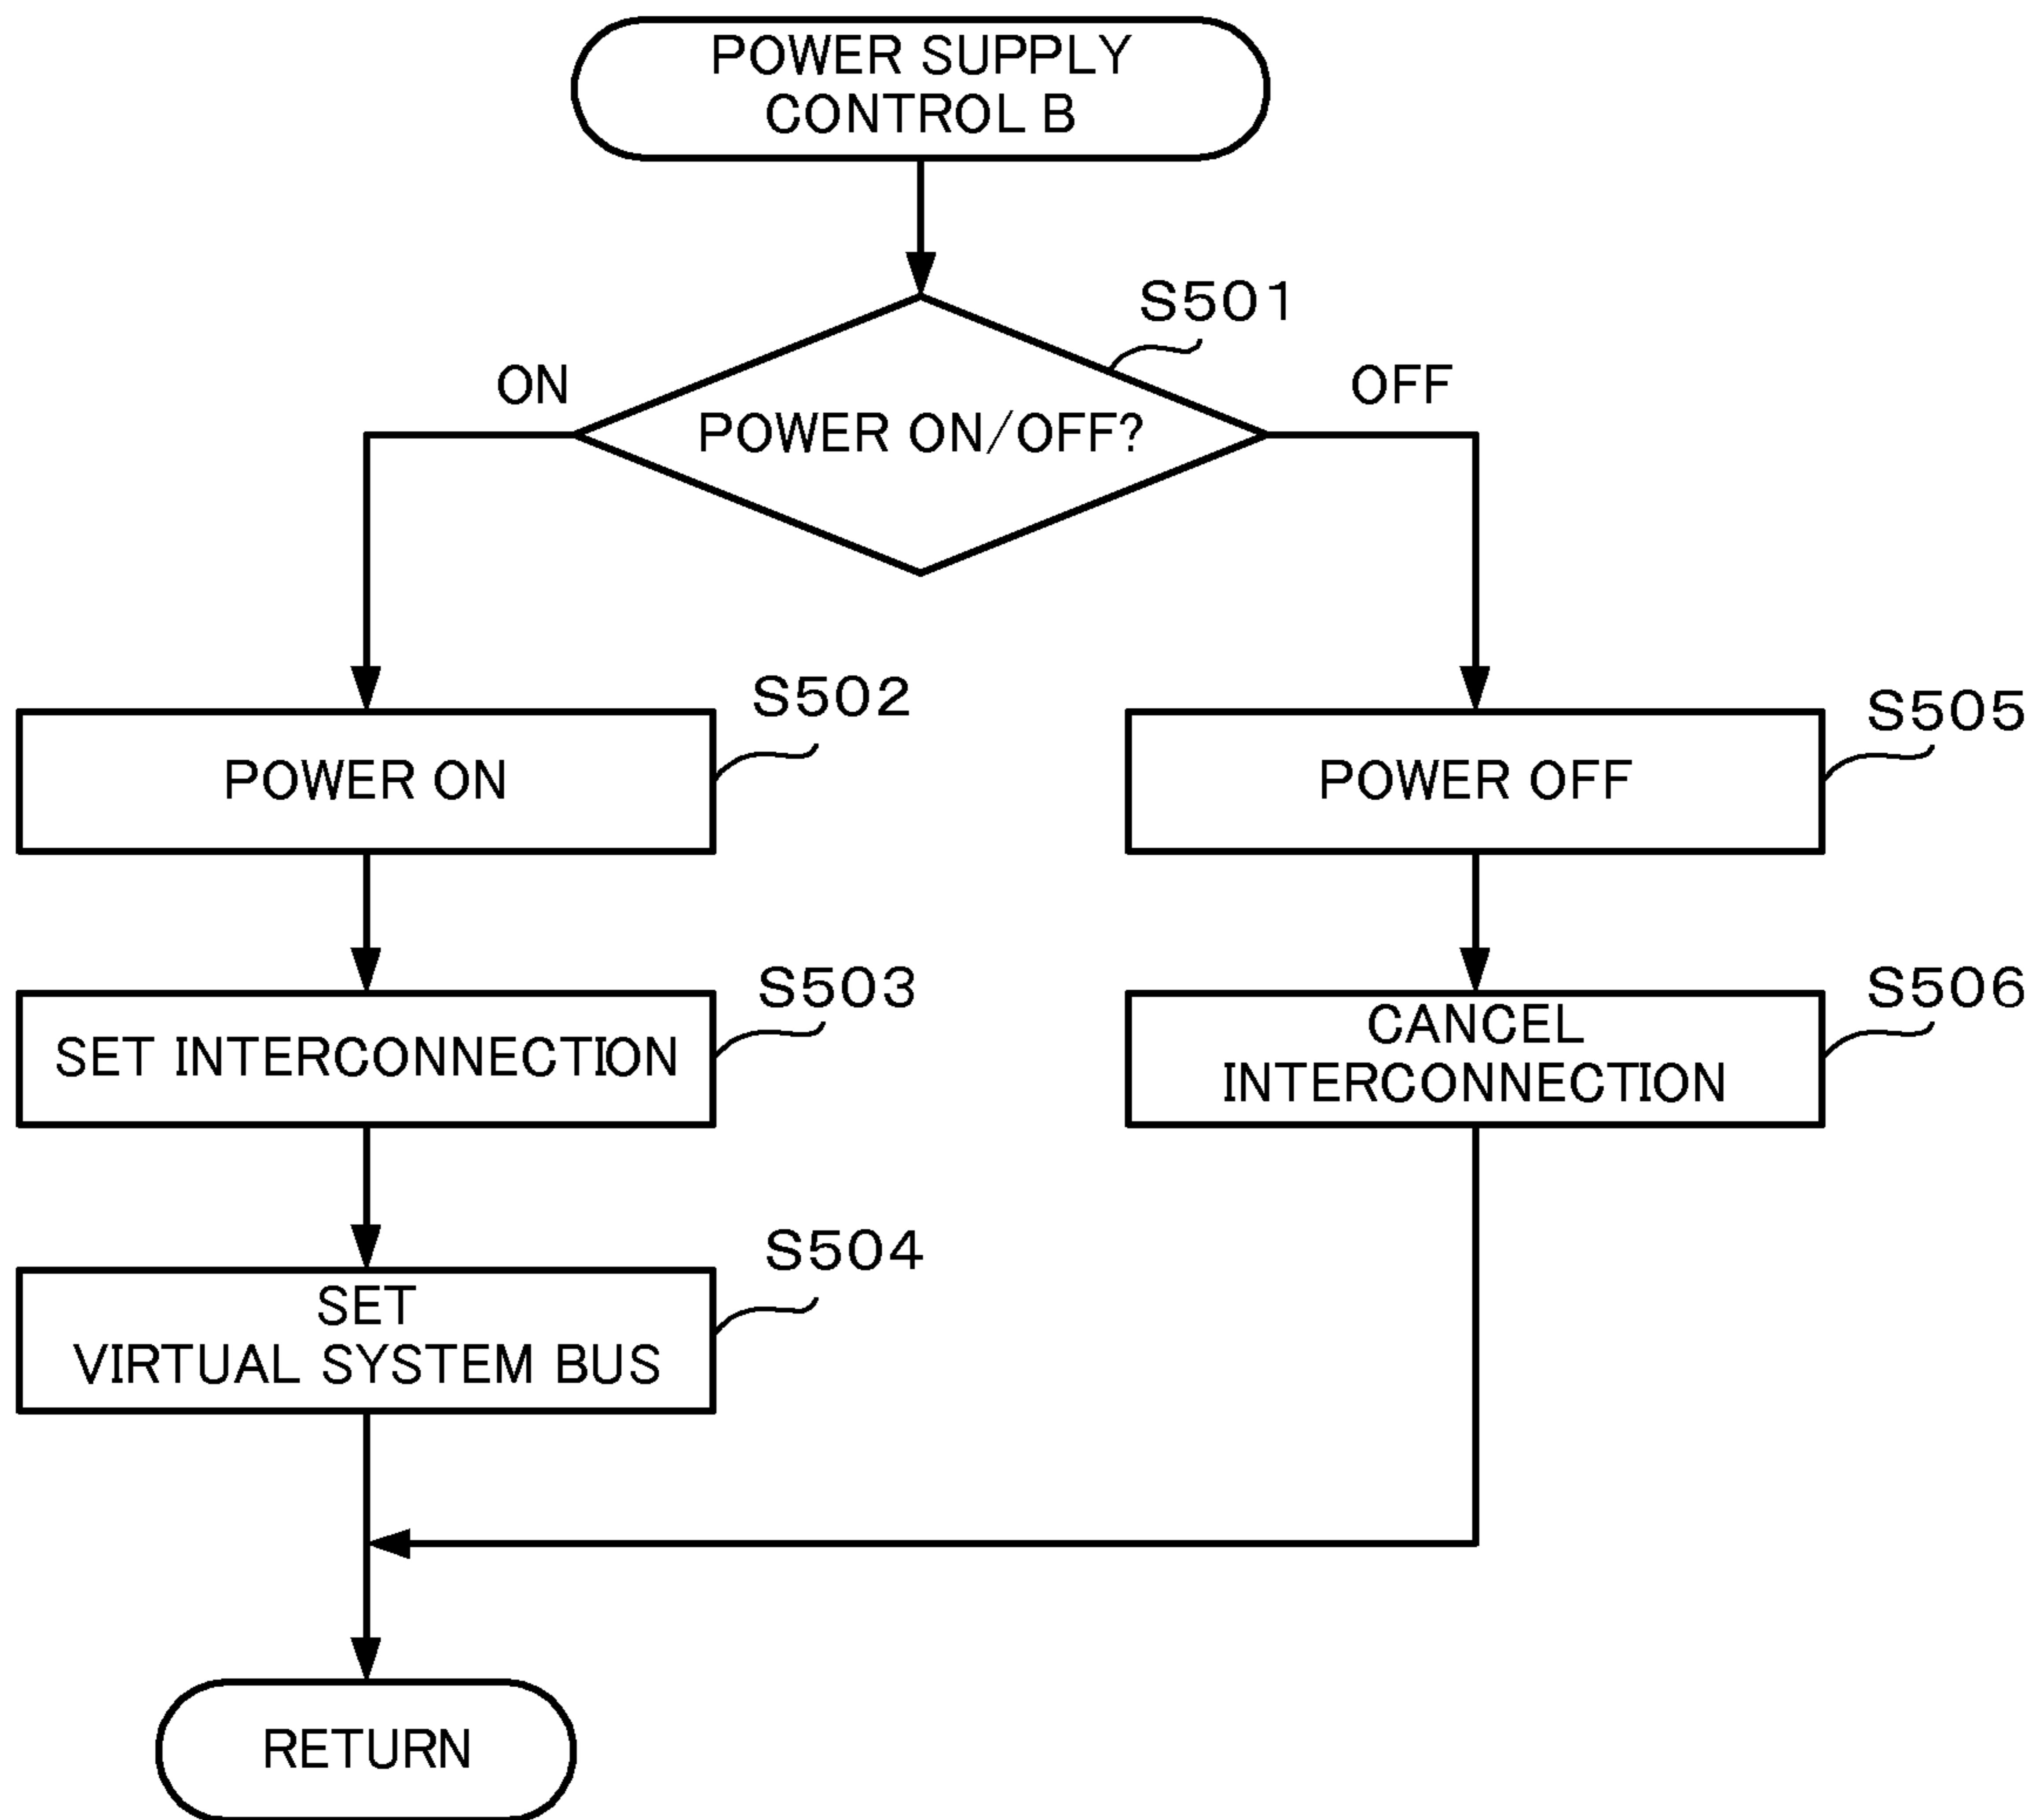 POWER SUPPLY
CONTROL B
S501
ON
OFF
POWER ON/OFF?
S502
S505
POWER ON
POWER OFF
S503
S506
SET INTERCONNECTION
CANCEL
INTERCONNECTION
S504
SET
VIRTUAL SYSTEM BUS
RETURN